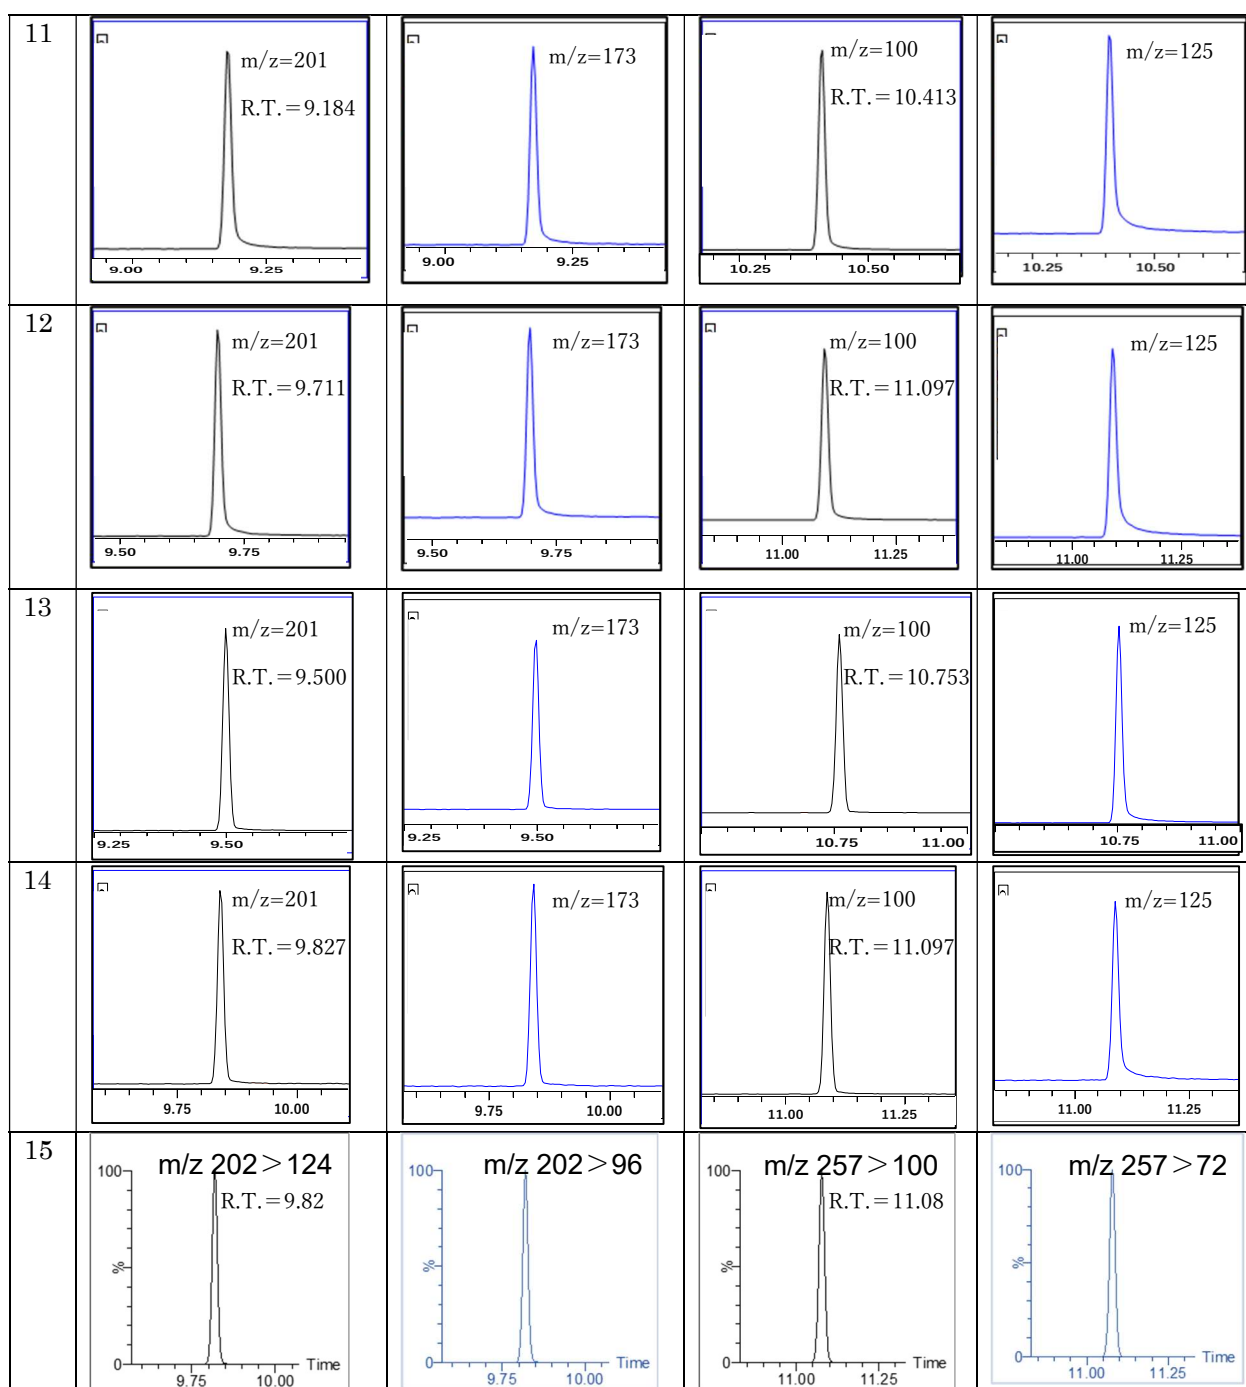 11
m/z=201
R.T.=9.184
9.00 9.25
m/z=173
9.00 9.25
m/z=100
R.T.=10.413
10.25 10.50
m/z=125
10.25 10.50
12
m/z=201
R.T.=9.711
9.50 9.75
m/z=173
9.50 9.75
m/z=100
R.T.=11.097
11.00 11.25
m/z=125
11.00 11.25
13
m/z=201
R.T.=9.500
9.25 9.50
m/z=173
9.25 9.50
m/z=100
R.T.=10.753
10.75 11.00
m/z=125
10.75 11.00
14
m/z=201
R.T.=9.827
9.75 10.00
m/z=173
9.75 10.00
m/z=100
R.T.=11.097
11.00 11.25
m/z=125
11.00 11.25
15
m/z 202>124
100
R.T.=9.82
%
0
Time
9.75 10.00
m/z 202>96
100
%
0
Time
9.75 10.00
m/z 257>100
100
R.T.=11.08
%
0
Time
11.00 11.25
m/z 257>72
100
%
0
Time
11.00 11.25